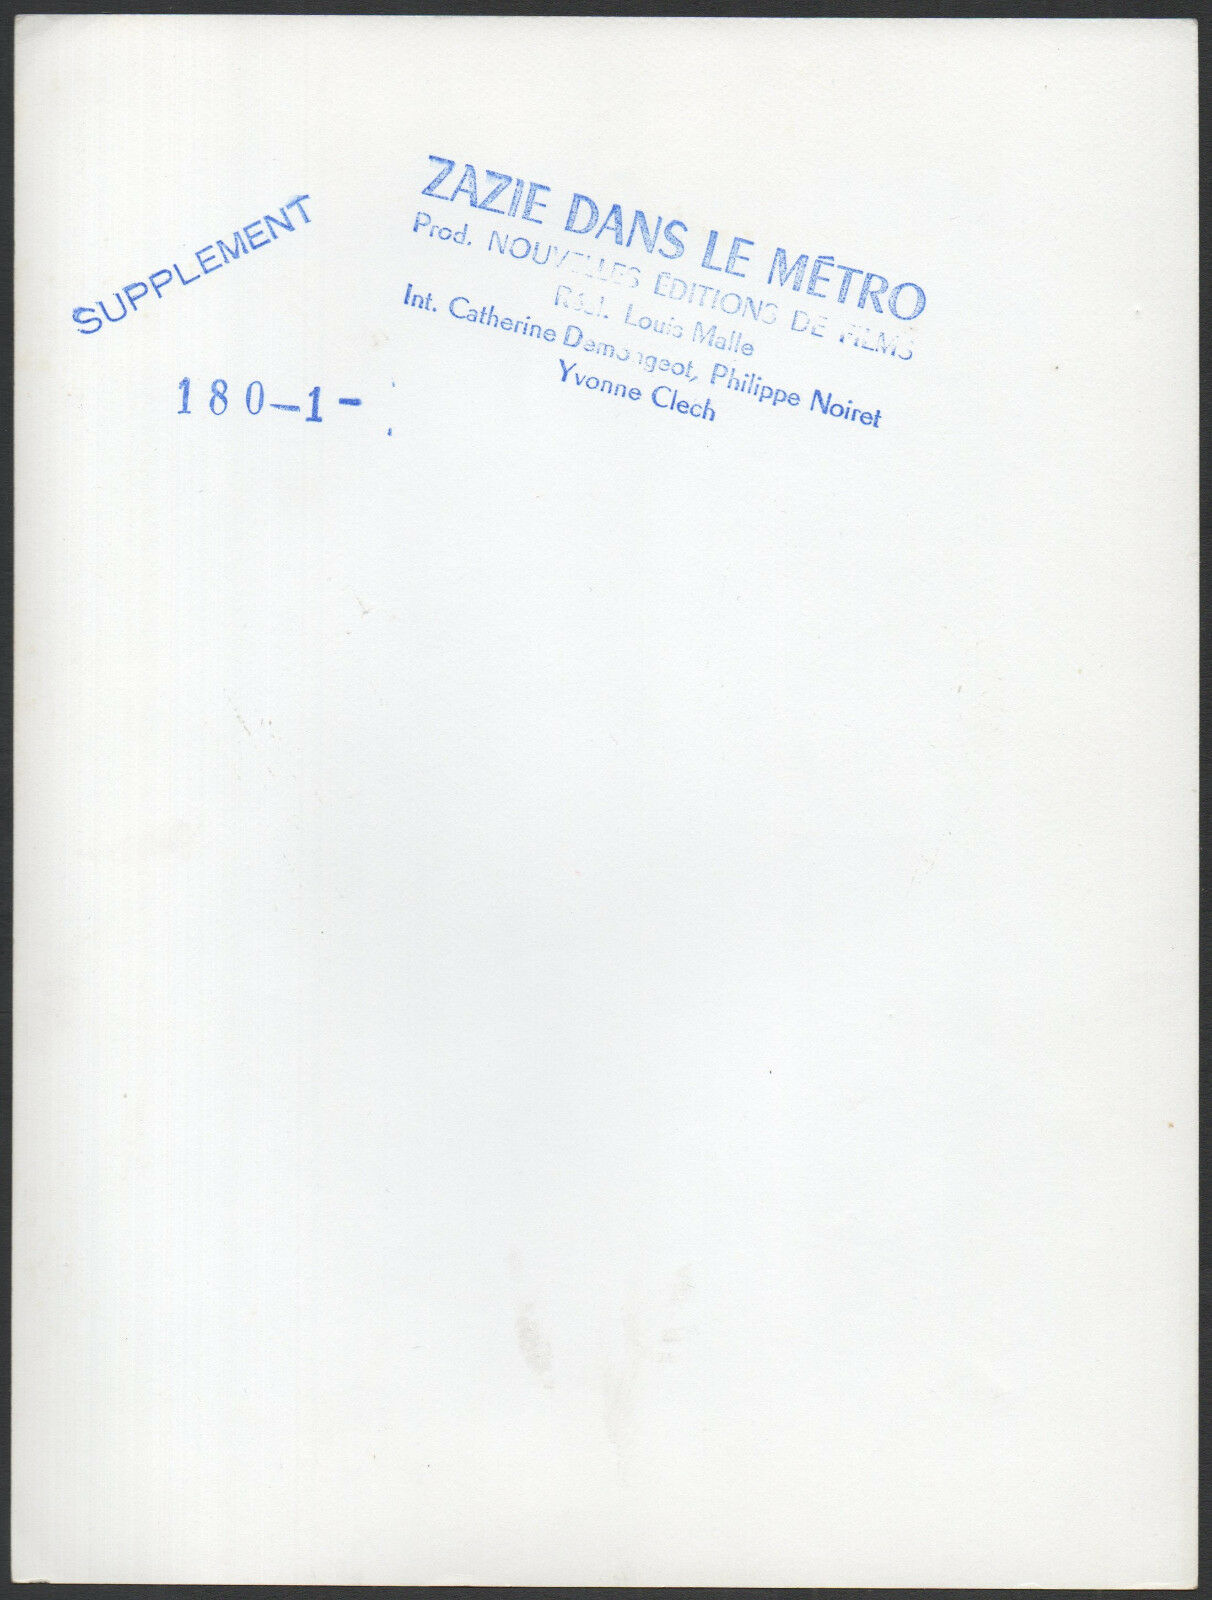 SUPPLEMENT
180-1-
ZAZIE DANS LE MÉTRO
Prod. NOUVELLES ÉDITIONS DE FILMS
Réal. Louis Malle
Int. Catherine Demongeot, Philippe Noiret
Yvonne Clech